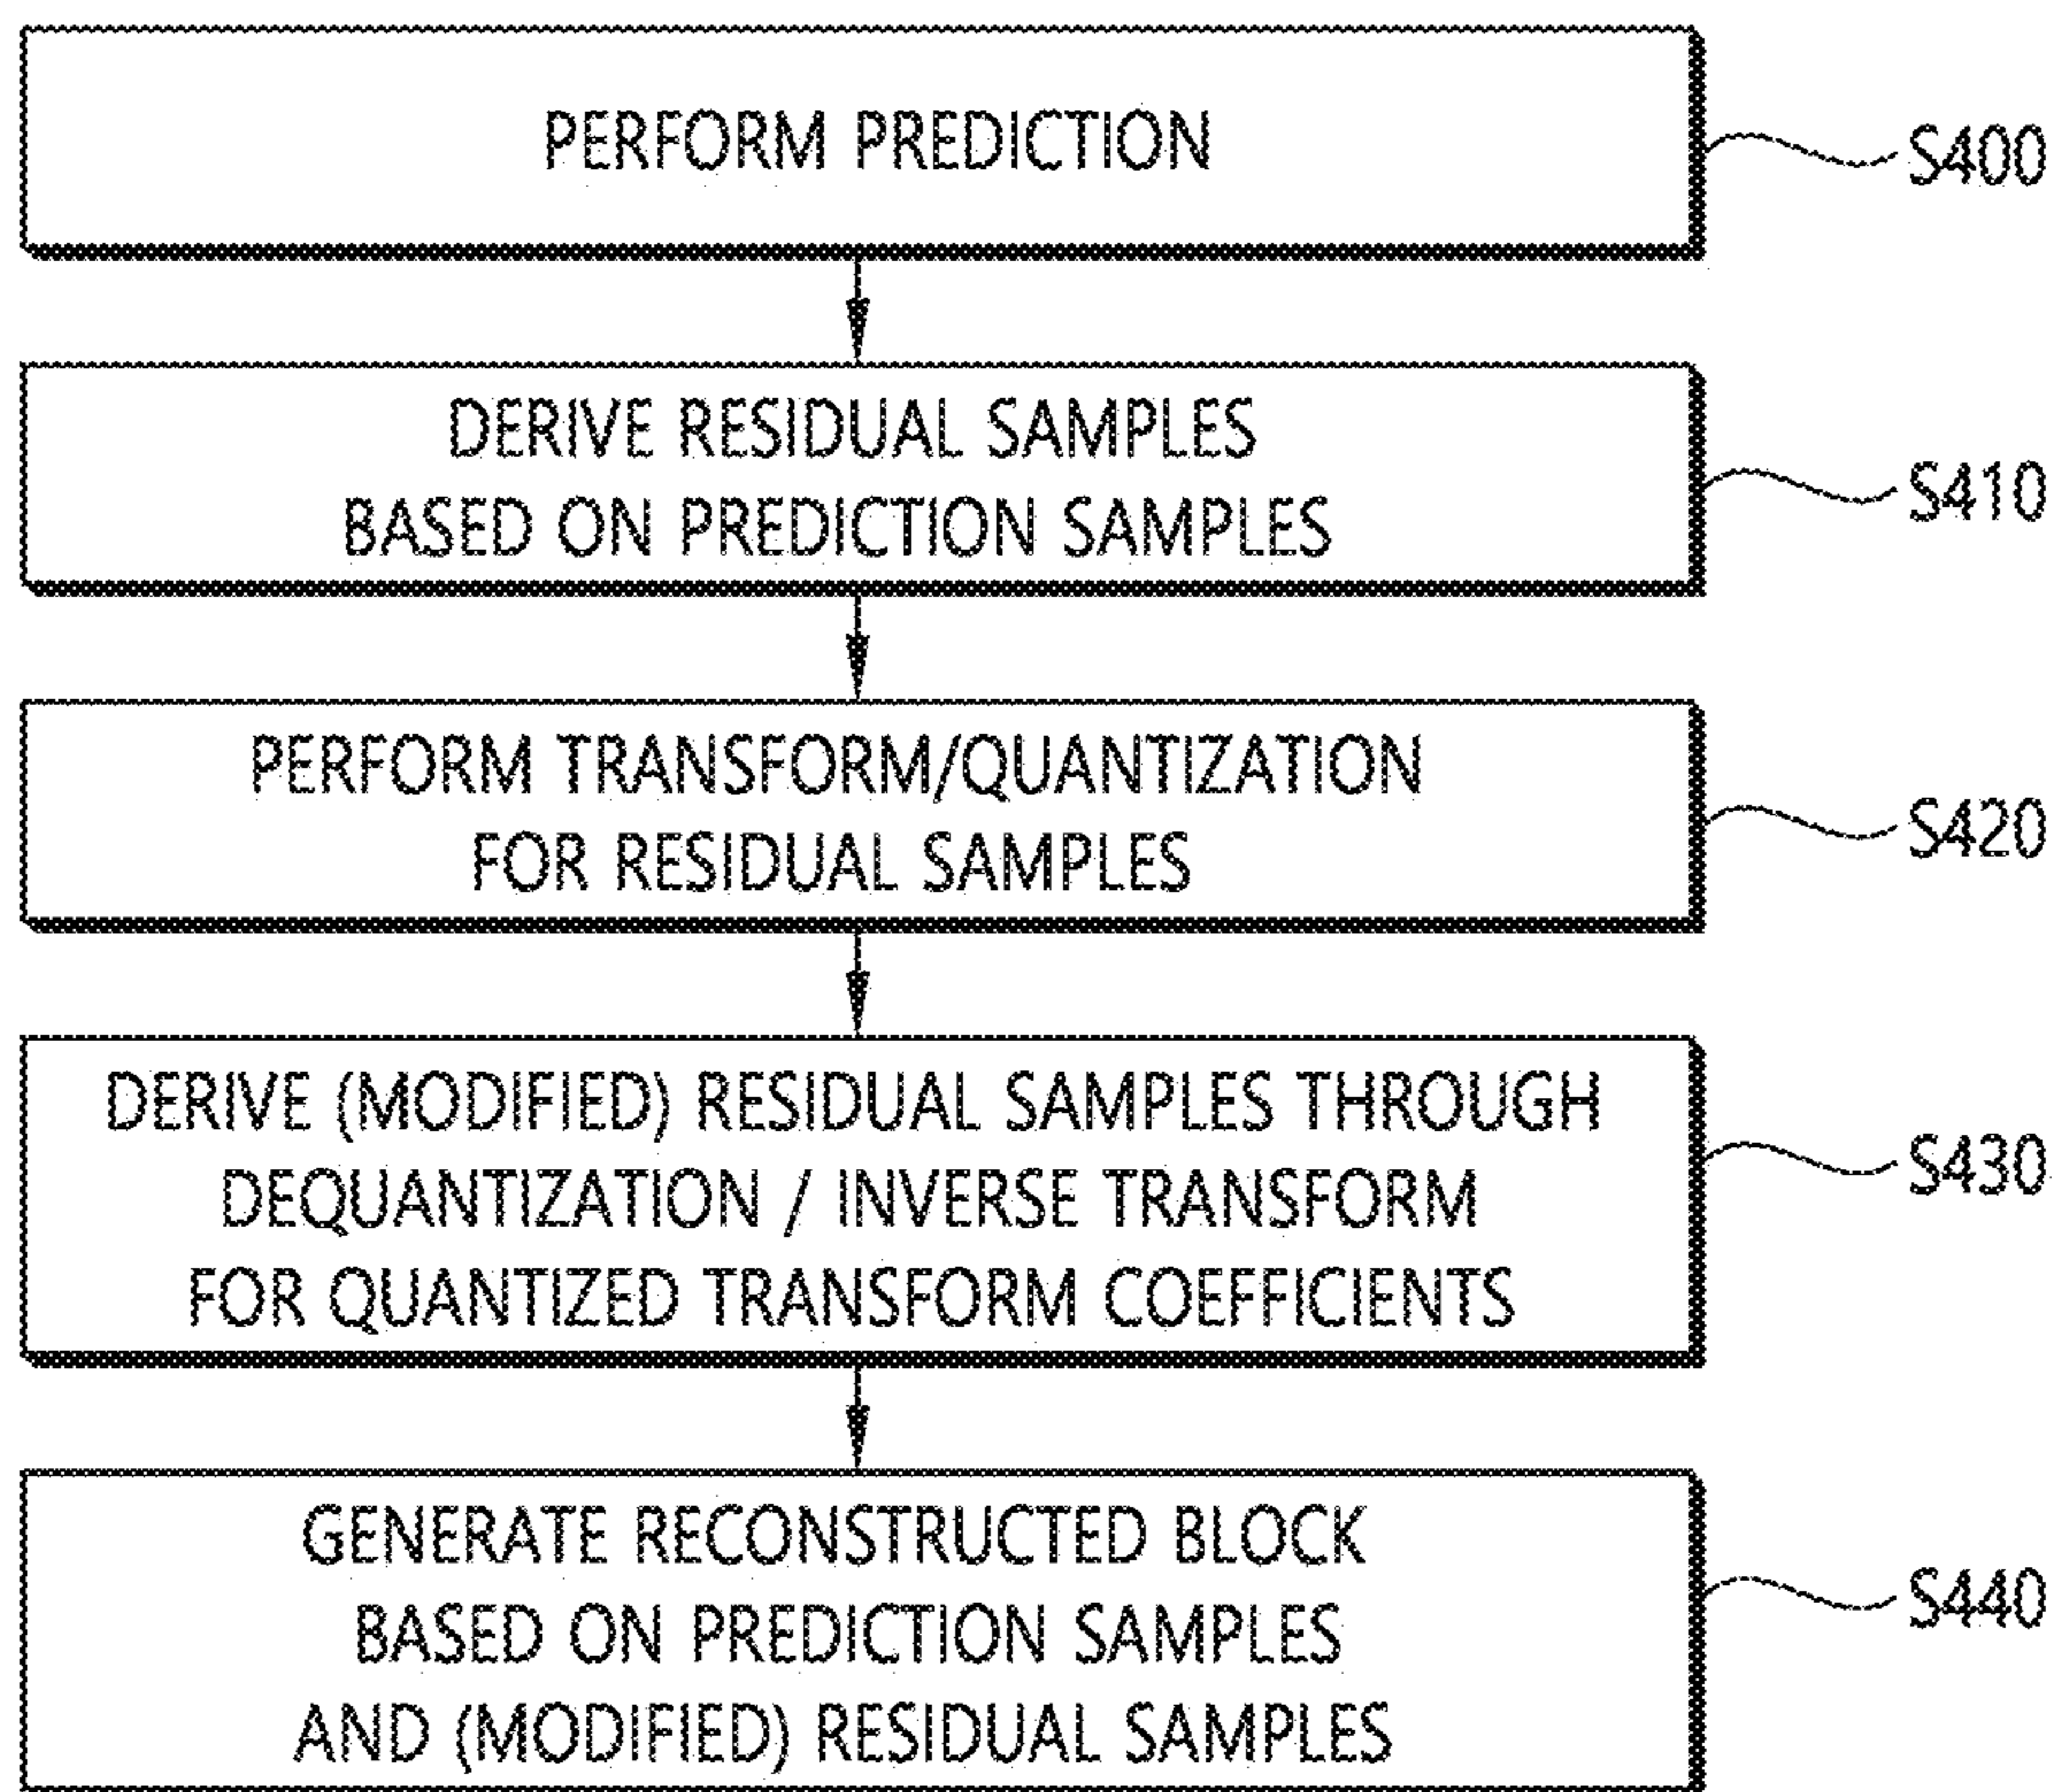 PERFORM PREDICTION
S400
DERIVE RESIDUAL SAMPLES
BASED ON PREDICTION SAMPLES
S410
PERFORM TRANSFORM/QUANTIZATION
FOR RESIDUAL SAMPLES
S420
DERIVE (MODIFIED) RESIDUAL SAMPLES THROUGH
DEQUANTIZATION / INVERSE TRANSFORM
FOR QUANTIZED TRANSFORM COEFFICIENTS
S430
GENERATE RECONSTRUCTED BLOCK
BASED ON PREDICTION SAMPLES
AND (MODIFIED) RESIDUAL SAMPLES
S440